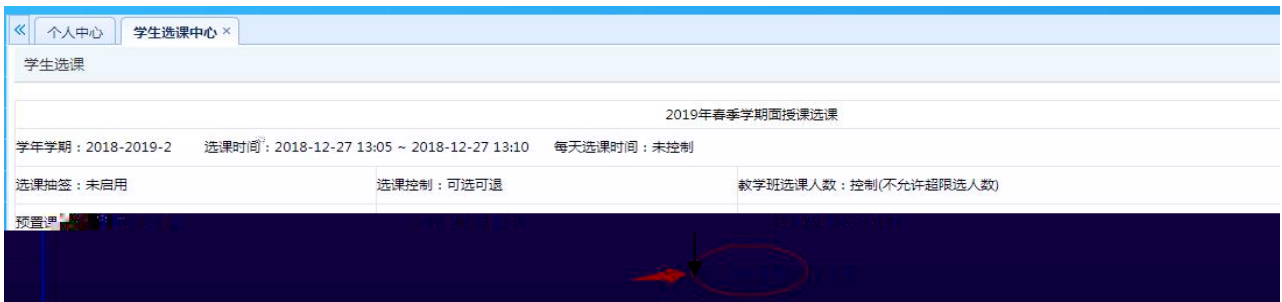 个人中心 学生选课中心 ×
学生选课
2019年春季学期面授课选课
学年学期：2018-2019-2 选课时间：2018-12-27 13:05 ~ 2018-12-27 13:10 每天选课时间：未控制
选课抽签：未启用 选课控制：可选可退 教学班选课人数：控制(不允许超限选人数)
预置课